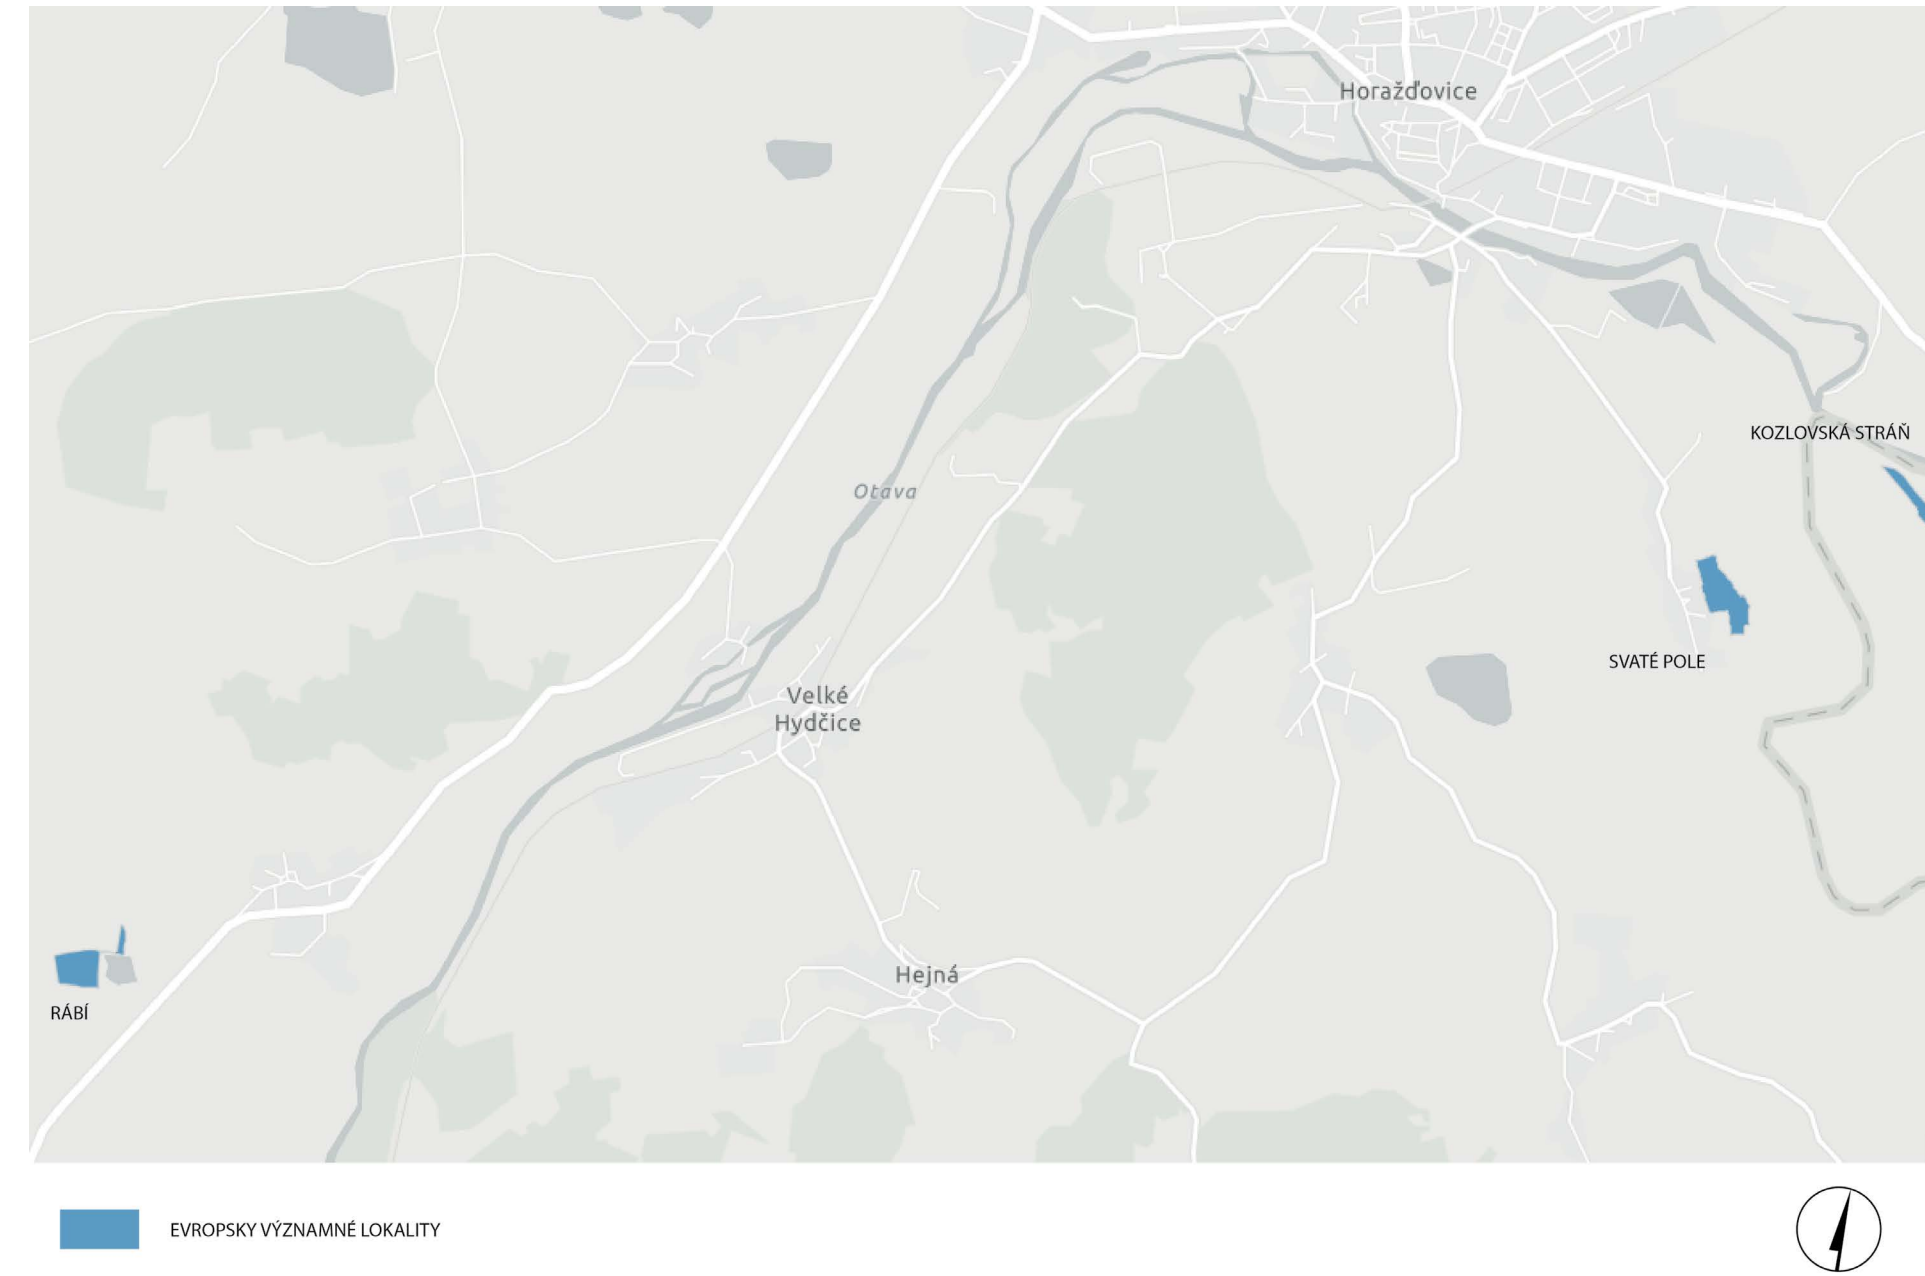 Horažďovice
KOZLOVSKÁ STRÁŇ
Otava
SVATÉ POLE
Velké
Hydčice
Hejná
RÁBÍ
EVROPSKY VÝZNAMNÉ LOKALITY